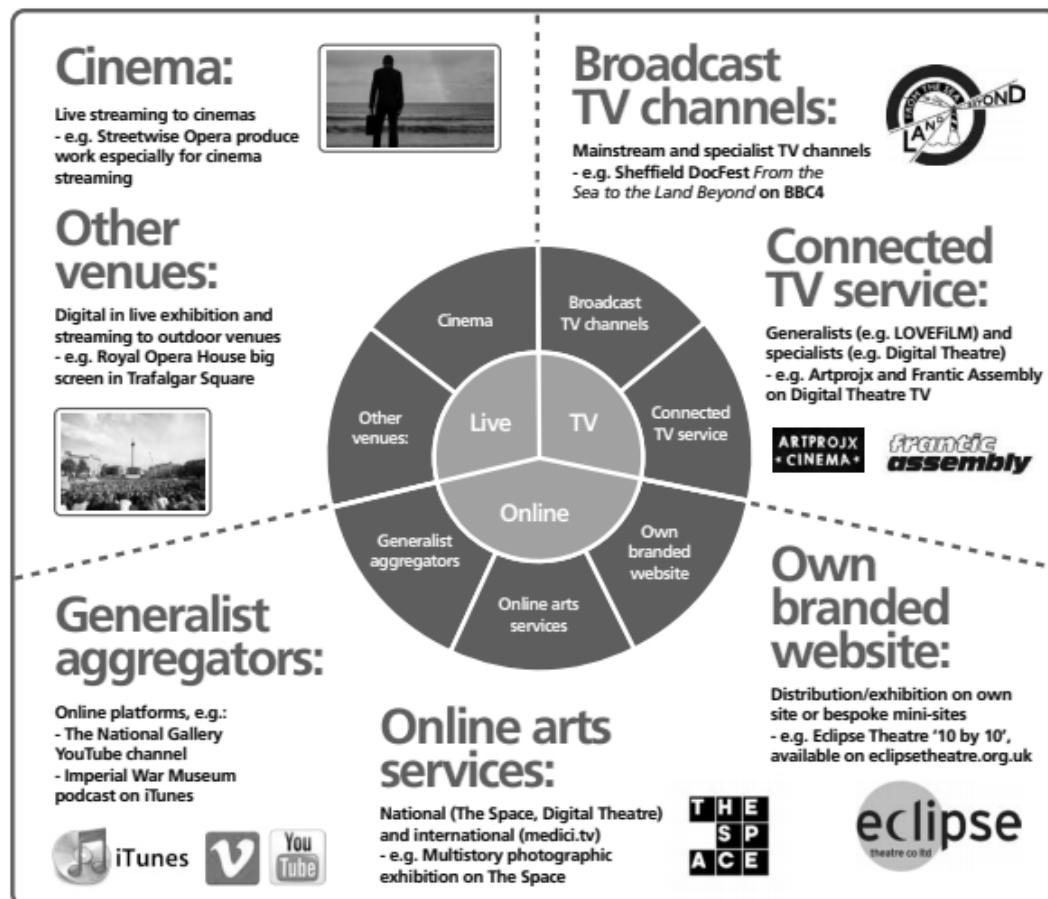 Cinema:
Live streaming to cinemas
- e.g. Streetwise Opera produce
work especially for cinema
streaming
Other
venues:
Digital in live exhibition and
streaming to outdoor venues
- e.g. Royal Opera House big
screen in Trafalgar Square
Broadcast
TV channels:
Mainstream and specialist TV channels
- e.g. Sheffield DocFest From the
Sea to the Land Beyond on BBC4
FROM THE SEA
LAND
BEYOND
Connected
TV service:
Generalists (e.g. LOVEFiLM) and
specialists (e.g. Digital Theatre)
- e.g. Artprojx and Frantic Assembly
on Digital Theatre TV
ARTPROJX
CINEMA
frantic
assembly
Cinema
Broadcast
TV channels
Other
venues:
Live
TV
Connected
TV service
Online
Generalist
aggregators
Own
branded
website
Online arts
services
Generalist
aggregators:
Online platforms, e.g.:
- The National Gallery
YouTube channel
- Imperial War Museum
podcast on iTunes
iTunes
V
You
Tube
Online arts
services:
National (The Space, Digital Theatre)
and international (medici.tv)
- e.g. Multistory photographic
exhibition on The Space
THE
SP
ACE
Own
branded
website:
Distribution/exhibition on own
site or bespoke mini-sites
- e.g. Eclipse Theatre '10 by 10',
available on eclipsetheatre.org.uk
eclipse
theatre co ltd